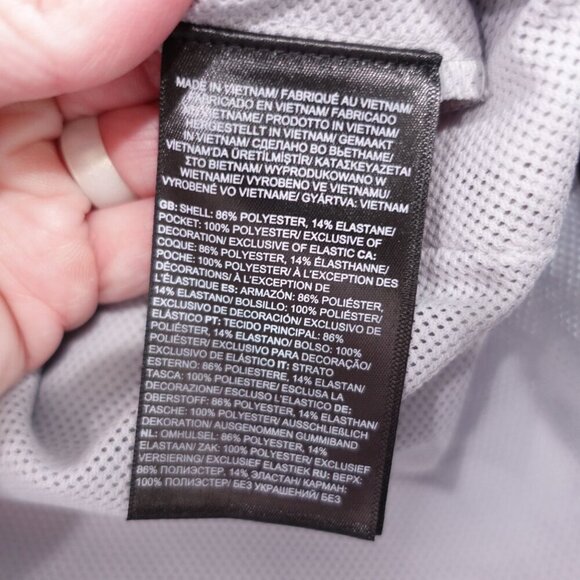 MADE IN VIETNAM/ FABRIQUÉ AU VIETNAM/
FABRICADO EN VIETNAM/ FABRICADO
VIETNAME/ PRODOTTO IN VIETNAM/
HERGESTELLT IN VIETNAM/ GEMAAKT
IN VIETNAM/ СДЕЛАНО ВО ВЬЕТНАМЕ/
VIETNAM'DA ÜRETİLMİŞTİR/ ΚΑΤΑΣΚΕΥΑΖΕΤΑΙ
ΣΤΟ ΒΙΕΤΝΑΜ/ WYPRODUKOWANO W
WIETNAMIE/ VYROBENO VE VIETNAMU/
VYROBENÉ VO VIETNAME/ GYÁRTVA: VIETNAM
GB: SHELL: 86% POLYESTER, 14% ELASTANE/
POCKET: 100% POLYESTER/ EXCLUSIVE OF
DECORATION/ EXCLUSIVE OF ELASTIC CA:
COQUE: 86% POLYESTER, 14% ÉLASTHANNE/
POCHE: 100% POLYESTER/ À L'EXCEPTION DES
DÉCORATIONS/ À L'EXCEPTION DE
L'ÉLASTIQUE ES: ARMAZÓN: 86% POLIÉSTER,
14% ELASTANO/ BOLSILLO: 100% POLIÉSTER/
EXCLUSIVO DE DECORACIÓN/ EXCLUSIVO DE
ELÁSTICO PT: TECIDO PRINCIPAL: 86%
POLIÉSTER, 14% ELASTANO/ BOLSO: 100%
POLIÉSTER/ EXCLUSIVO PARA DECORAÇÃO/
EXCLUSIVO DE ELÁSTICO IT: STRATO
ESTERNO: 86% POLIESTERE, 14% ELASTAN/
TASCA: 100% POLIESTERE/ ESCLUSA LA
DECORAZIONE/ ESCLUSO L'ELASTICO DE:
OBERSTOFF: 86% POLYESTER, 14% ELASTHAN/
TASCHE: 100% POLYESTER/ AUSSCHLIEßLICH
DEKORATION/ AUSGENOMMEN GUMMIBAND
NL: OMHULSEL: 86% POLYESTER, 14%
ELASTAAN/ ZAK: 100% POLYESTER/ EXCLUSIEF
VERSIERING/ EXCLUSIEF ELASTIEK RU: ВЕРХ:
86% ПОЛИЭСТЕР, 14% ЭЛАСТАН/ КАРМАН:
100% ПОЛИЭСТЕР/ БЕЗ УКРАШЕНИЙ/ БЕЗ